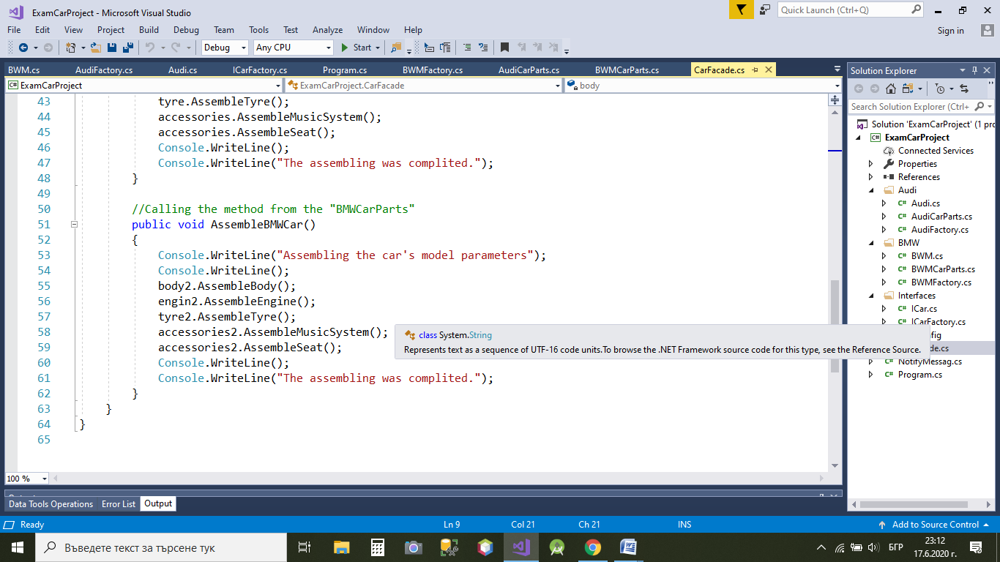 ExamCarProject - Microsoft Visual Studio
Quick Launch (Ctrl+Q)
File Edit View Project Build Debug Team Tools Test Analyze Window Help
Sign in
Debug Any CPU Start
BWM.cs AudiFactory.cs Audi.cs ICarFactory.cs Program.cs BWMFactory.cs AudiCarParts.cs BWMCarParts.cs CarFacade.cs
ExamCarProject ExamCarProject.CarFacade body
43 tyre.AssembleTyre();
44 accessories.AssembleMusicSystem();
45 accessories.AssembleSeat();
46 Console.WriteLine();
47 Console.WriteLine("The assembling was complited.");
48 }
49
50 //Calling the method from the "BMWCarParts"
51 public void AssembleBMWCar()
52 {
53 Console.WriteLine("Assembling the car's model parameters");
54 Console.WriteLine();
55 body2.AssembleBody();
56 engin2.AssembleEngine();
57 tyre2.AssembleTyre();
58 accessories2.AssembleMusicSystem();
59 accessories2.AssembleSeat();
60 Console.WriteLine();
61 Console.WriteLine("The assembling was complited.");
62 }
63 }
64 }
65
class System.String
Represents text as a sequence of UTF-16 code units.To browse the .NET Framework source code for this type, see the Reference Source.
100 %
Solution Explorer
Search Solution Explorer (Ctrl+
Solution 'ExamCarProject' (1 pro
C# ExamCarProject
Connected Services
Properties
References
Audi
C# Audi.cs
C# AudiCarParts.cs
C# AudiFactory.cs
BMW
C# BWM.cs
C# BWMCarParts.cs
C# BWMFactory.cs
Interfaces
C# ICar.cs
C# ICarFactory.cs
fig
de.cs
C# NotifyMessag.cs
C# Program.cs
Data Tools Operations Error List Output
Ready Ln 9 Col 21 Ch 21 INS Add to Source Control
Въведете текст за търсене тук
БГР
23:12
17.6.2020 г.